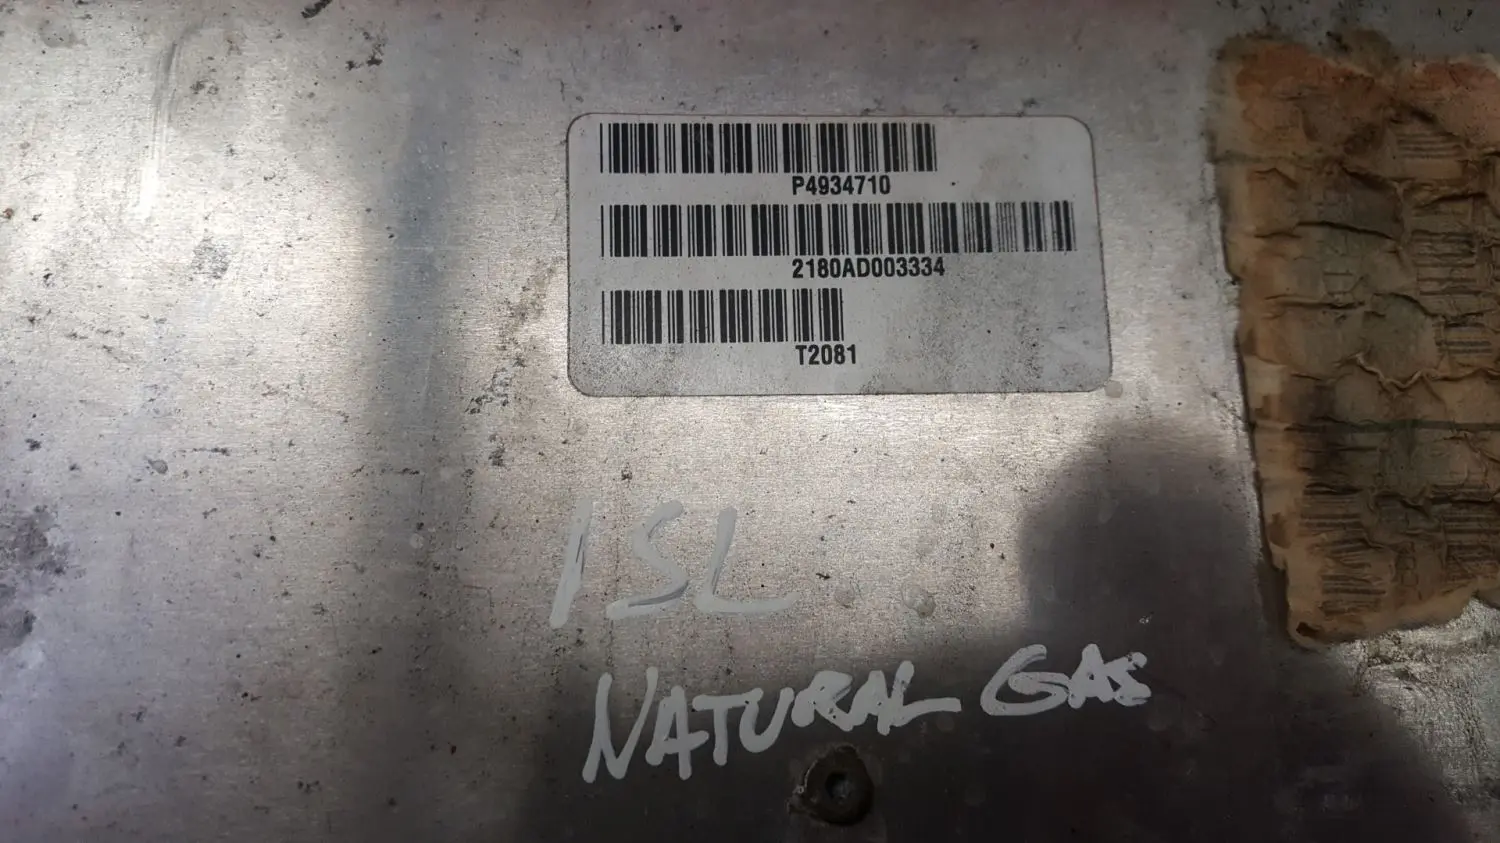 P4934710
2180AD003334
T2081
ISL
NATURAL GAS